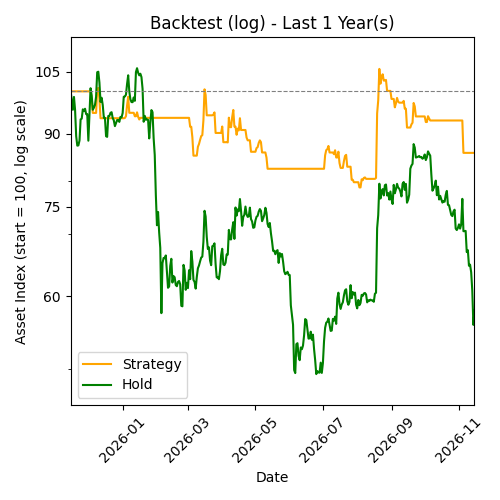 Backtest (log) - Last 1 Year(s)
Asset Index (start = 100, log scale)
105
90
75
60
Strategy
Hold
2026-01
2026-03
2026-05
2026-07
2026-09
2026-11
Date